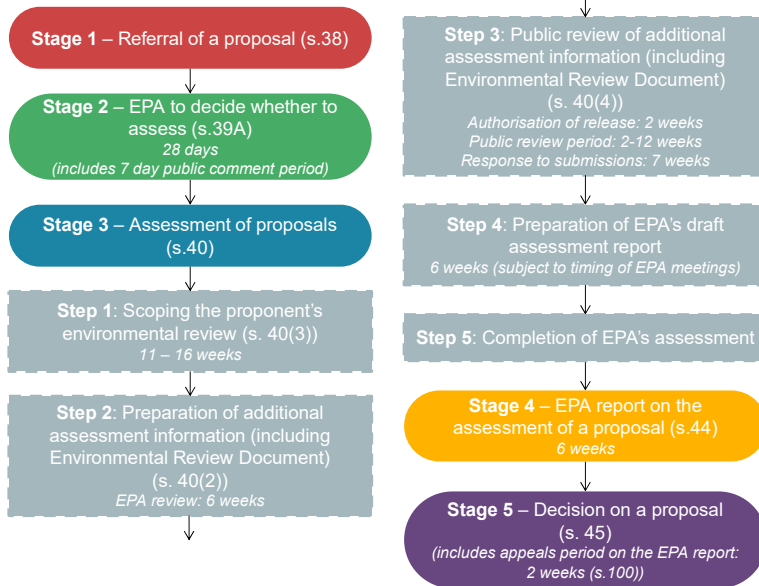 Stage 1 – Referral of a proposal (s.38)
Stage 2 – EPA to decide whether to
assess (s.39A)
28 days
(includes 7 day public comment period)
Stage 3 – Assessment of proposals
(s.40)
Step 1: Scoping the proponent's
environmental review (s. 40(3))
11 – 16 weeks
Step 2: Preparation of additional
assessment information (including
Environmental Review Document)
(s. 40(2))
EPA review: 6 weeks
Step 3: Public review of additional
assessment information (including
Environmental Review Document)
(s. 40(4))
Authorisation of release: 2 weeks
Public review period: 2-12 weeks
Response to submissions: 7 weeks
Step 4: Preparation of EPA's draft
assessment report
6 weeks (subject to timing of EPA meetings)
Step 5: Completion of EPA's assessment
Stage 4 – EPA report on the
assessment of a proposal (s.44)
6 weeks
Stage 5 – Decision on a proposal
(s. 45)
(includes appeals period on the EPA report:
2 weeks (s.100))